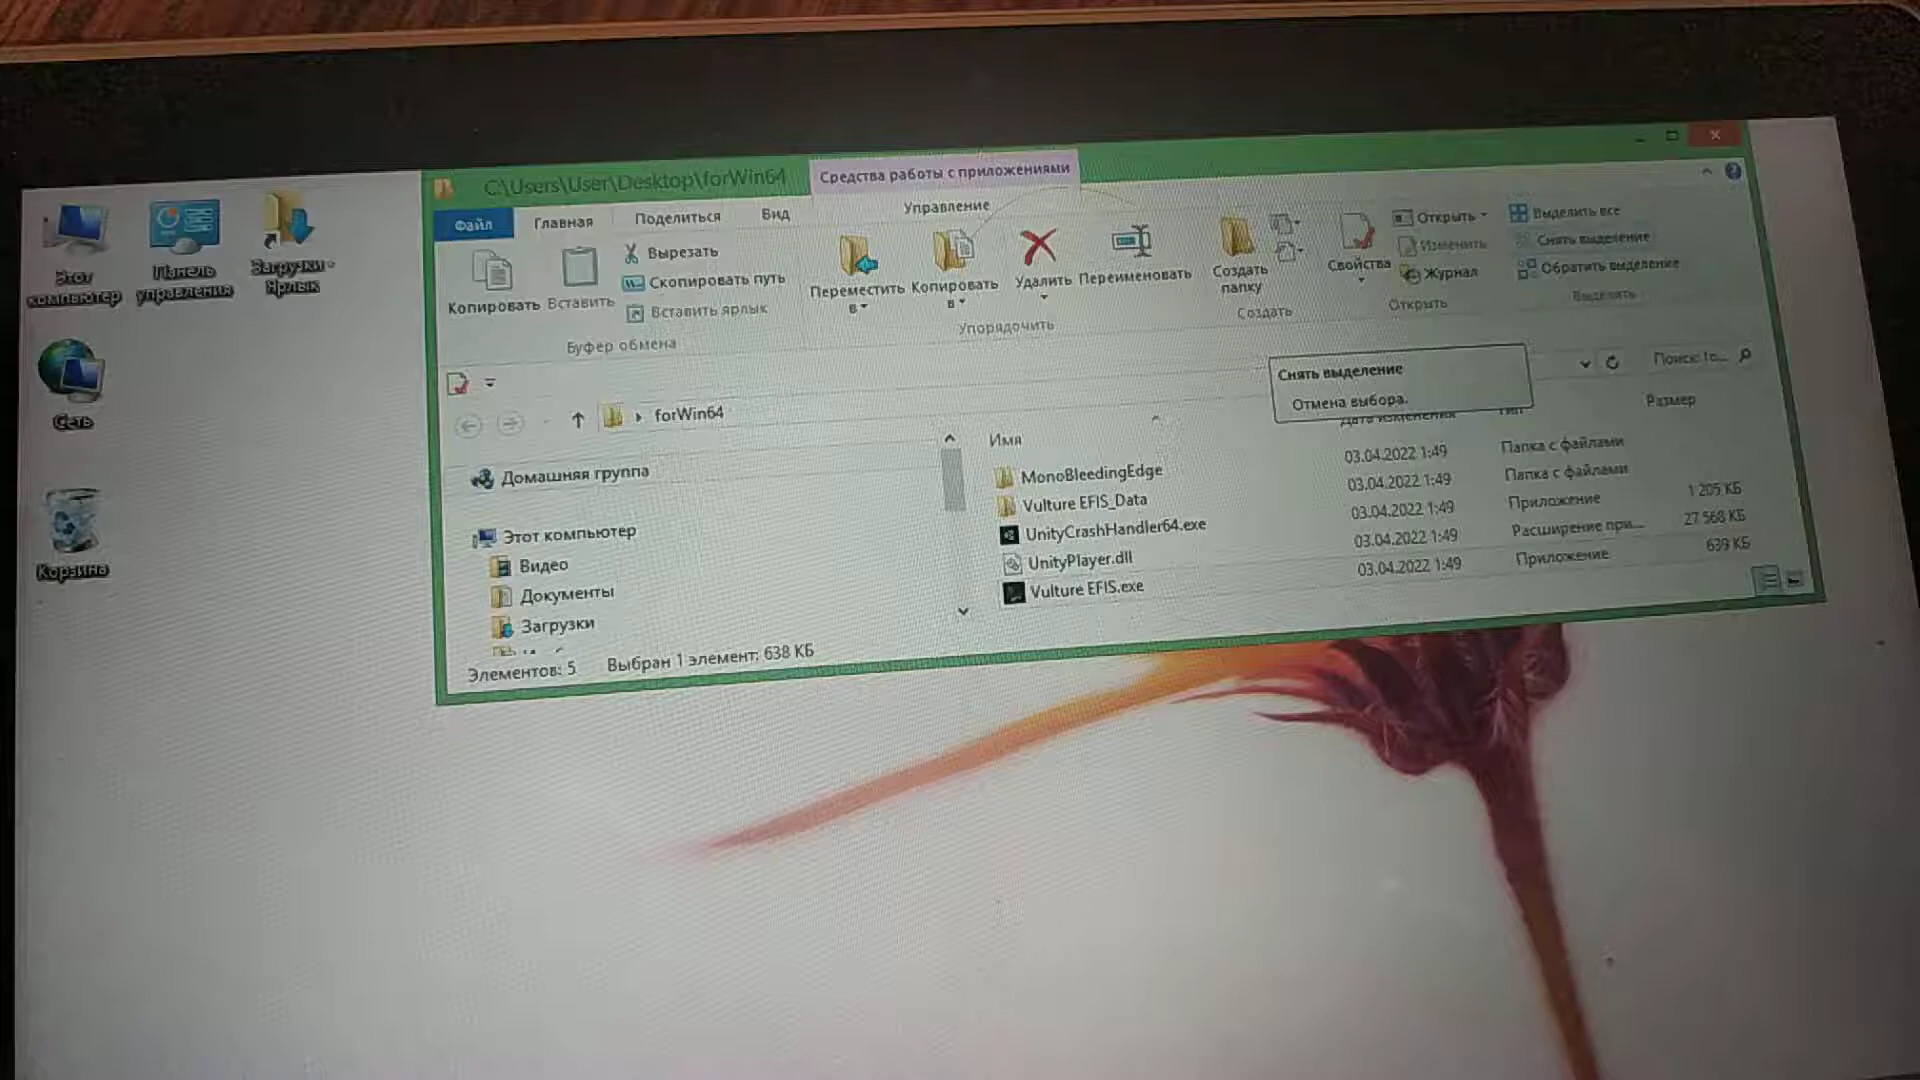 C:\Users\User\Desktop\forWin64
Средства работы с приложениями
Файл
Главная
Поделиться
Вид
Управление
Копировать
Вставить
Вырезать
Скопировать путь
Вставить ярлык
Буфер обмена
Переместить в
Копировать в
Удалить
Переименовать
Упорядочить
Создать папку
Создать
Свойства
Открыть
Изменить
Журнал
Открыть
Выделить все
Снять выделение
Обратить выделение
Выделить
Снять выделение
Отмена выбора.
forWin64
Имя
Дата изменения
Тип
Размер
MonoBleedingEdge 03.04.2022 1:49 Папка с файлами
Vulture EFIS_Data 03.04.2022 1:49 Папка с файлами
UnityCrashHandler64.exe 03.04.2022 1:49 Приложение 1 205 КБ
UnityPlayer.dll 03.04.2022 1:49 Расширение при... 27 568 КБ
Vulture EFIS.exe 03.04.2022 1:49 Приложение 639 КБ
Домашняя группа
Этот компьютер
Видео
Документы
Загрузки
Элементов: 5
Выбран 1 элемент: 638 КБ
Этот
компьютер
Панель
управления
Загрузки -
Ярлык
Сеть
Корзина